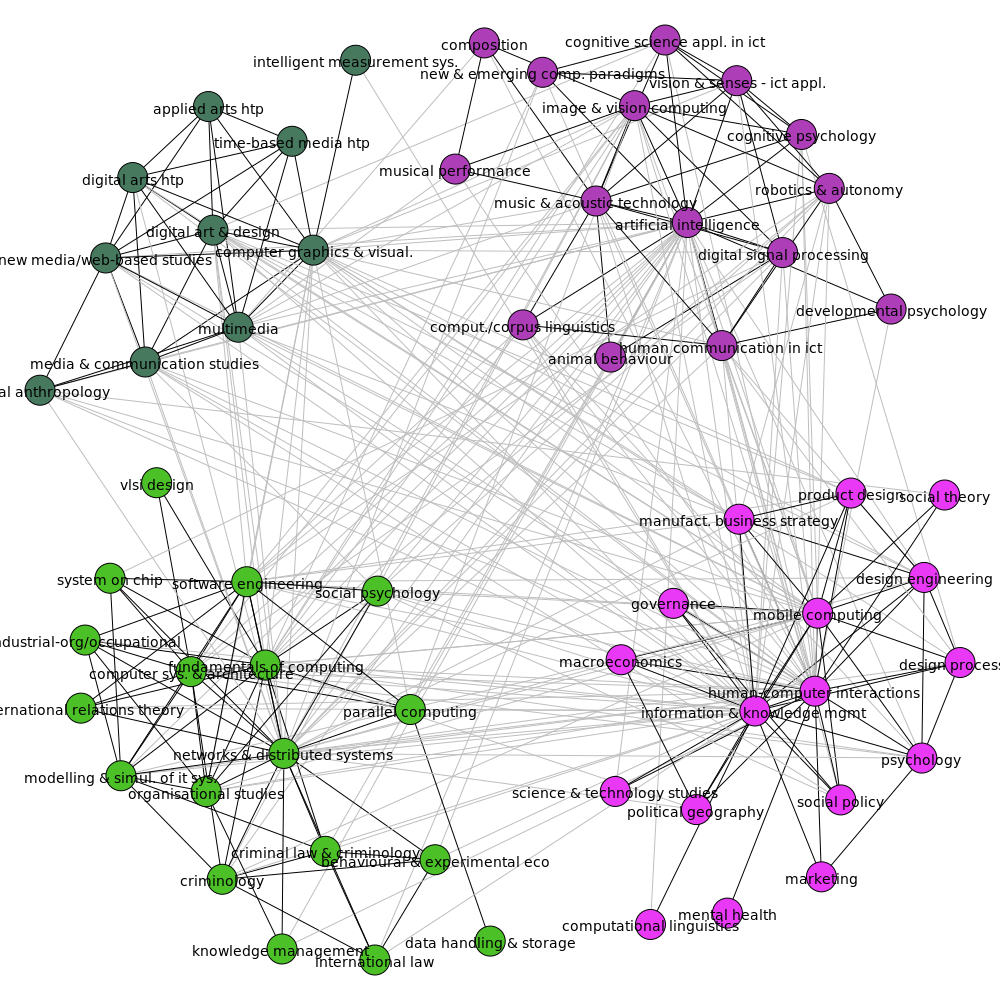 composition
cognitive science appl. in ict
intelligent measurement sys.
new & emerging comp. paradigms
vision & senses - ict appl.
applied arts htp
image & vision computing
time-based media htp
cognitive psychology
musical performance
digital arts htp
robotics & autonomy
music & acoustic technology
artificial intelligence
digital art & design
computer graphics & visual.
digital signal processing
new media/web-based studies
developmental psychology
multimedia
comput./corpus linguistics
human communication in ict
animal behaviour
media & communication studies
al anthropology
vlsi design
product design
social theory
manufact. business strategy
system on chip
software engineering
social psychology
design engineering
governance
mobile computing
ndustrial-org/occupational
macroeconomics
design process
fundamentals of computing
computer sys. & architecture
human-computer interactions
ernational relations theory
parallel computing
information & knowledge mgmt
networks & distributed systems
psychology
modelling & simul. of it sys.
organisational studies
science & technology studies
social policy
political geography
criminal law & criminology
behavioural & experimental eco
criminology
marketing
mental health
computational linguistics
data handling & storage
knowledge management
international law